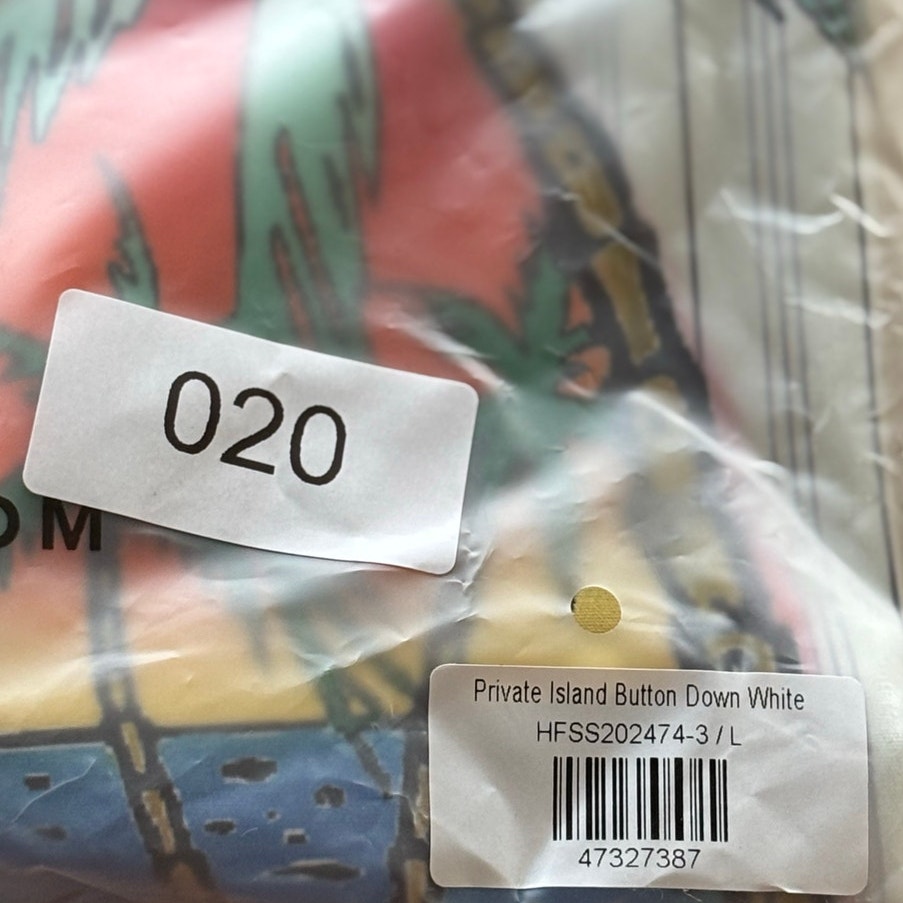 020
OM
Private Island Button Down White
HFSS202474-3 / L
47327387